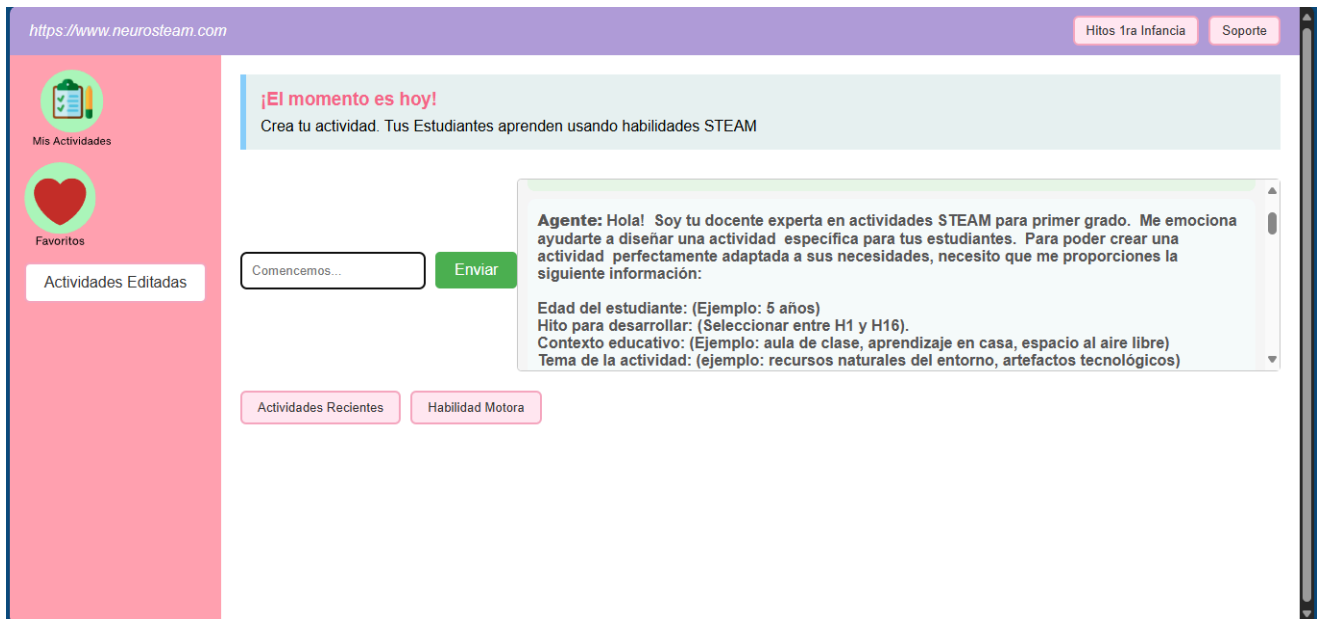 https://www.neurosteam.com
Hitos 1ra Infancia
Soporte
Mis Actividades
Favoritos
Actividades Editadas
¡El momento es hoy!
Crea tu actividad. Tus Estudiantes aprenden usando habilidades STEAM
Comencemos...
Enviar
Agente: Hola! Soy tu docente experta en actividades STEAM para primer grado. Me emociona
ayudarte a diseñar una actividad especifica para tus estudiantes. Para poder crear una
actividad perfectamente adaptada a sus necesidades, necesito que me proporciones la
siguiente información:
Edad del estudiante: (Ejemplo: 5 años)
Hito para desarrollar: (Seleccionar entre H1 y H16).
Contexto educativo: (Ejemplo: aula de clase, aprendizaje en casa, espacio al aire libre)
Tema de la actividad: (ejemplo: recursos naturales del entorno, artefactos tecnológicos)
Actividades Recientes
Habilidad Motora